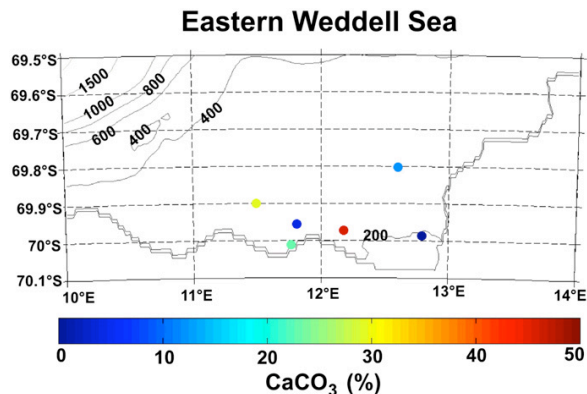 Eastern Weddell Sea
69.5°S
69.6°S
69.7°S
69.8°S
69.9°S
70°S
70.1°S
1500
1000
800
600
400
400
200
10°E
11°E
12°E
13°E
14°E
0
10
20
30
40
50
CaCO₃ (%)